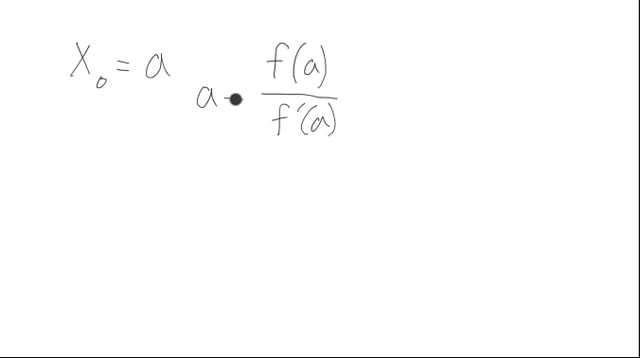 X₀ = a
a - f(a) / f'(a)